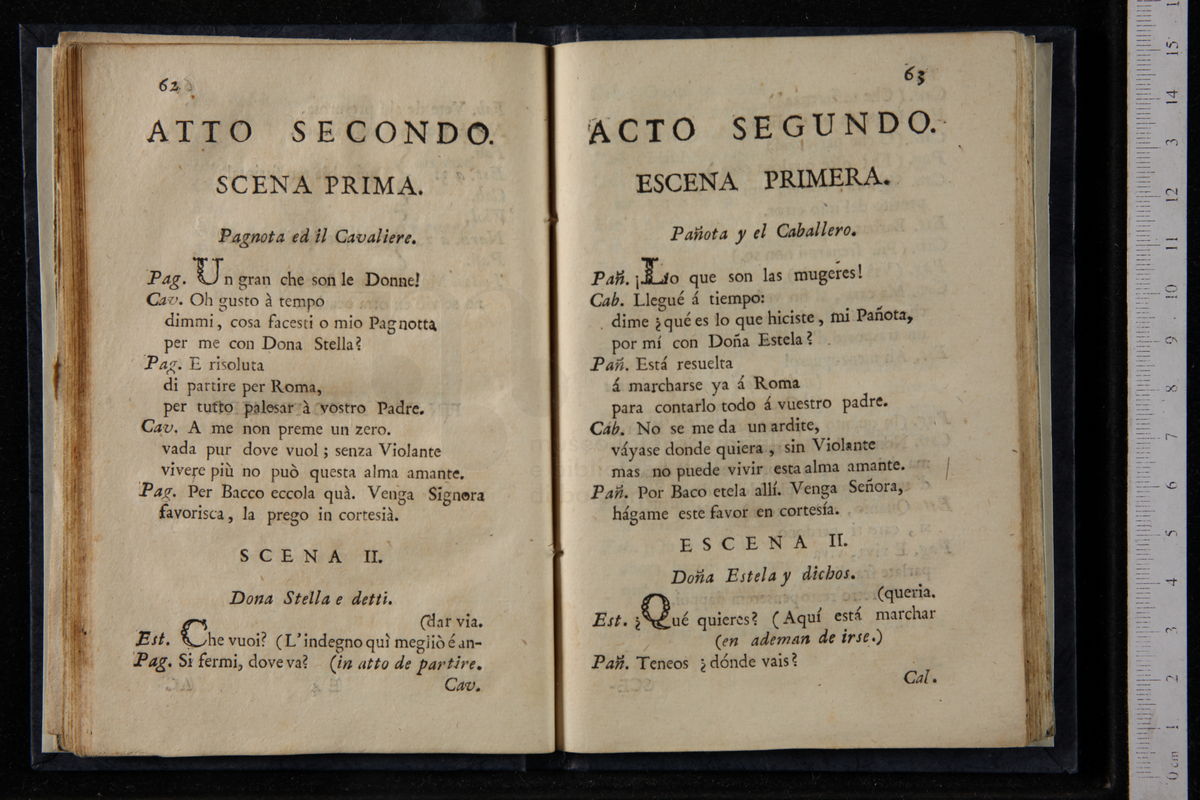 62
ATTO SECONDO.
SCENA PRIMA.
Pagnota ed il Cavaliere.
Pag. Un gran che son le Donne!
Cav. Oh gusto à tempo
dimmi, cosa facesti o mio Pagnotta
per me con Dona Stella?
Pag. E risoluta
di partire per Roma,
per tutto palesar à vostro Padre.
Cav. A me non preme un zero.
vada pur dove vuol; senza Violante
vivere più no può questa alma amante.
Pag. Per Bacco eccola quà. Venga Signora
favorisca, la prego in cortesià.
SCENA II.
Dona Stella e detti.
(dar via.
Est. Che vuoi? (L'indegno quì megiiò é an-
Pag. Si fermi, dove va? (in atto de partire.
Cav.
63
ACTO SEGUNDO.
ESCENA PRIMERA.
Pañota y el Caballero.
Pañ. ¡Lo que son las mugeres!
Cab. Llegué á tiempo:
dime ¿qué es lo que hiciste, mi Pañota,
por mí con Doña Estela?
Pañ. Está resuelta
á marcharse ya á Roma
para contarlo todo á vuestro padre.
Cab. No se me da un ardite,
váyase donde quiera, sin Violante
mas no puede vivir esta alma amante.
Pañ. Por Baco etela allí. Venga Señora,
hágame este favor en cortesía.
ESCENA II.
Doña Estela y dichos.
(queria.
Est. ¿Qué quieres? (Aquí está marchar
(en ademan de irse.)
Pañ. Teneos ¿dónde vais?
Cal.